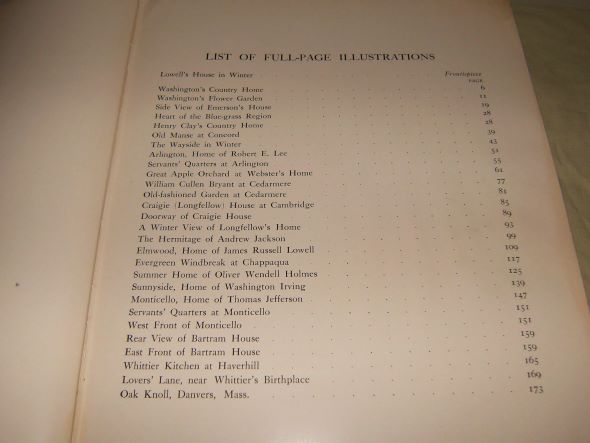 LIST OF FULL-PAGE ILLUSTRATIONS
Lowell's House in Winter Frontispiece
PAGE
Washington's Country Home 6
Washington's Flower Garden 11
Side View of Emerson's House 19
Heart of the Blue-grass Region 28
Henry Clay's Country Home 28
Old Manse at Concord 39
The Wayside in Winter 43
Arlington, Home of Robert E. Lee 51
Servants' Quarters at Arlington 55
Great Apple Orchard at Webster's Home 61
William Cullen Bryant at Cedarmere 77
Old-fashioned Garden at Cedarmere 81
Craigie (Longfellow) House at Cambridge 85
Doorway of Craigie House 89
A Winter View of Longfellow's Home 93
The Hermitage of Andrew Jackson 99
Elmwood, Home of James Russell Lowell 109
Evergreen Windbreak at Chappaqua 117
Summer Home of Oliver Wendell Holmes 125
Sunnyside, Home of Washington Irving 139
Monticello, Home of Thomas Jefferson 147
Servants' Quarters at Monticello 151
West Front of Monticello 151
Rear View of Bartram House 159
East Front of Bartram House 159
Whittier Kitchen at Haverhill 165
Lovers' Lane, near Whittier's Birthplace 169
Oak Knoll, Danvers, Mass. 173